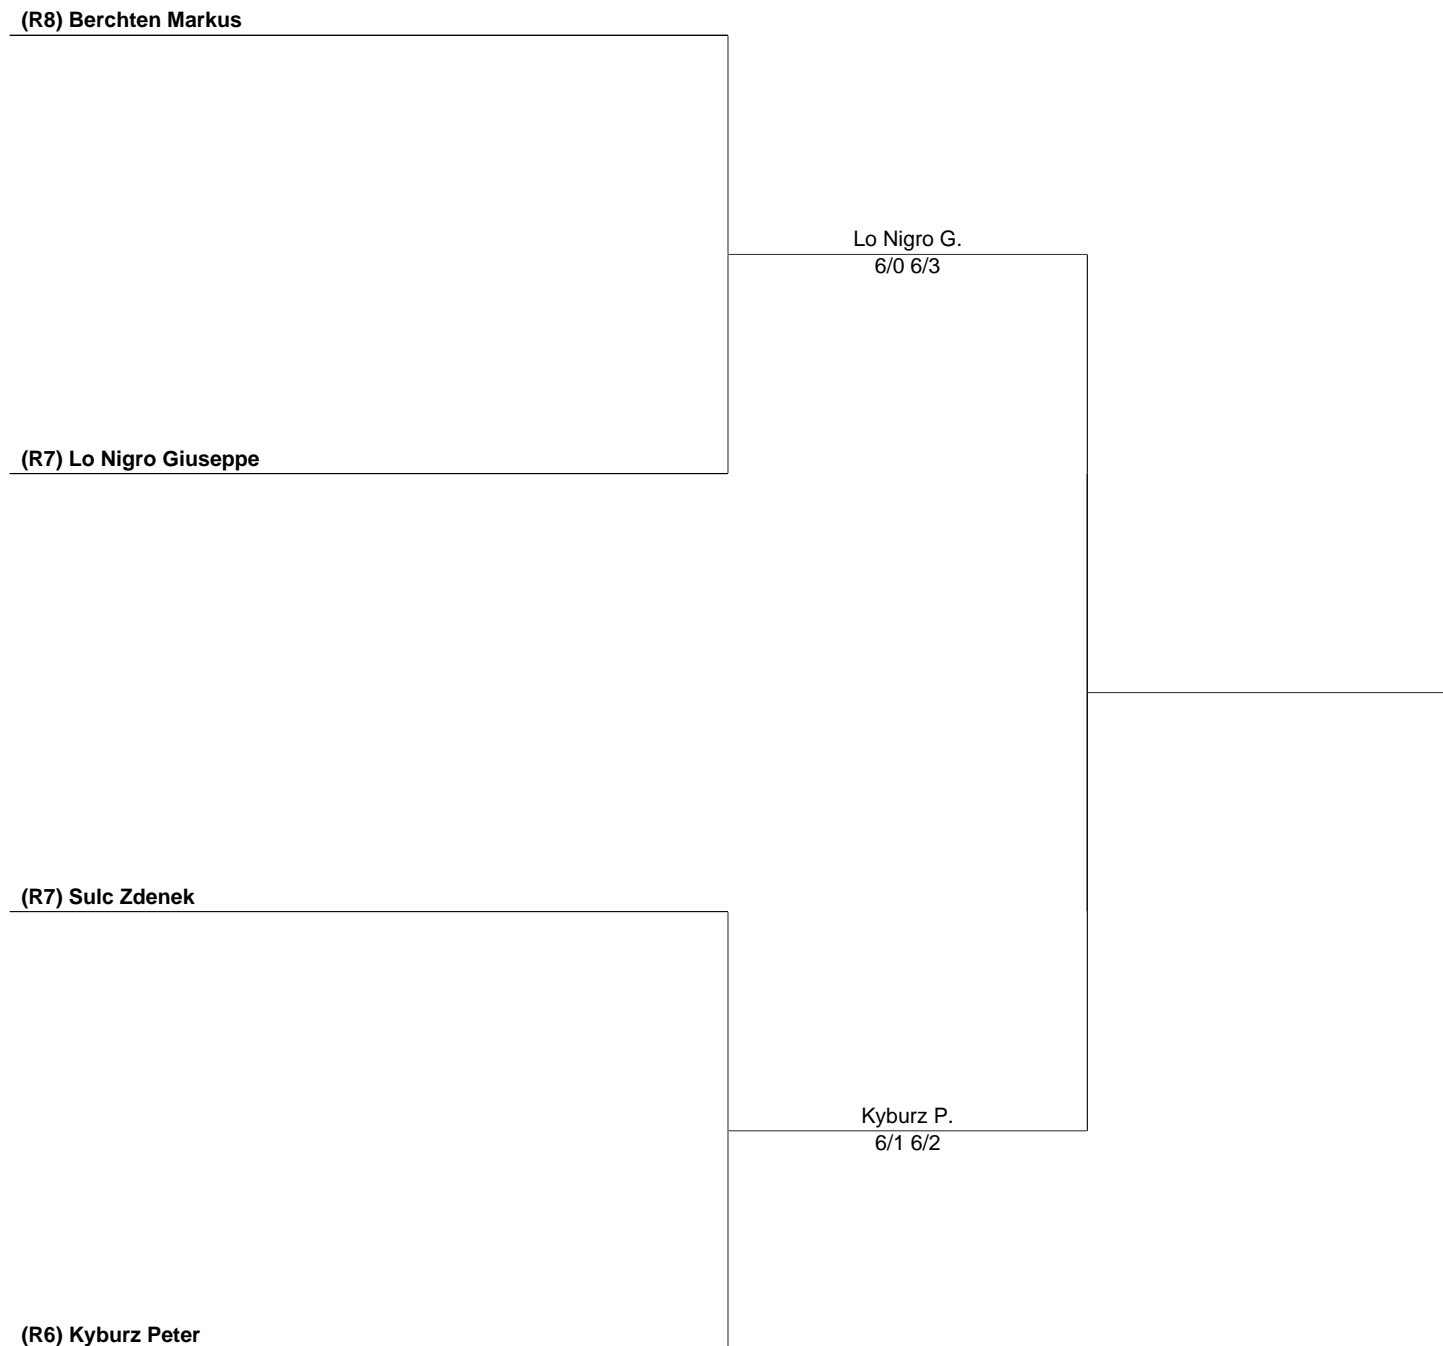 (R8) Berchten Markus
Lo Nigro G.
6/0 6/3
(R7) Lo Nigro Giuseppe
(R7) Sulc Zdenek
Kyburz P.
6/1 6/2
(R6) Kyburz Peter